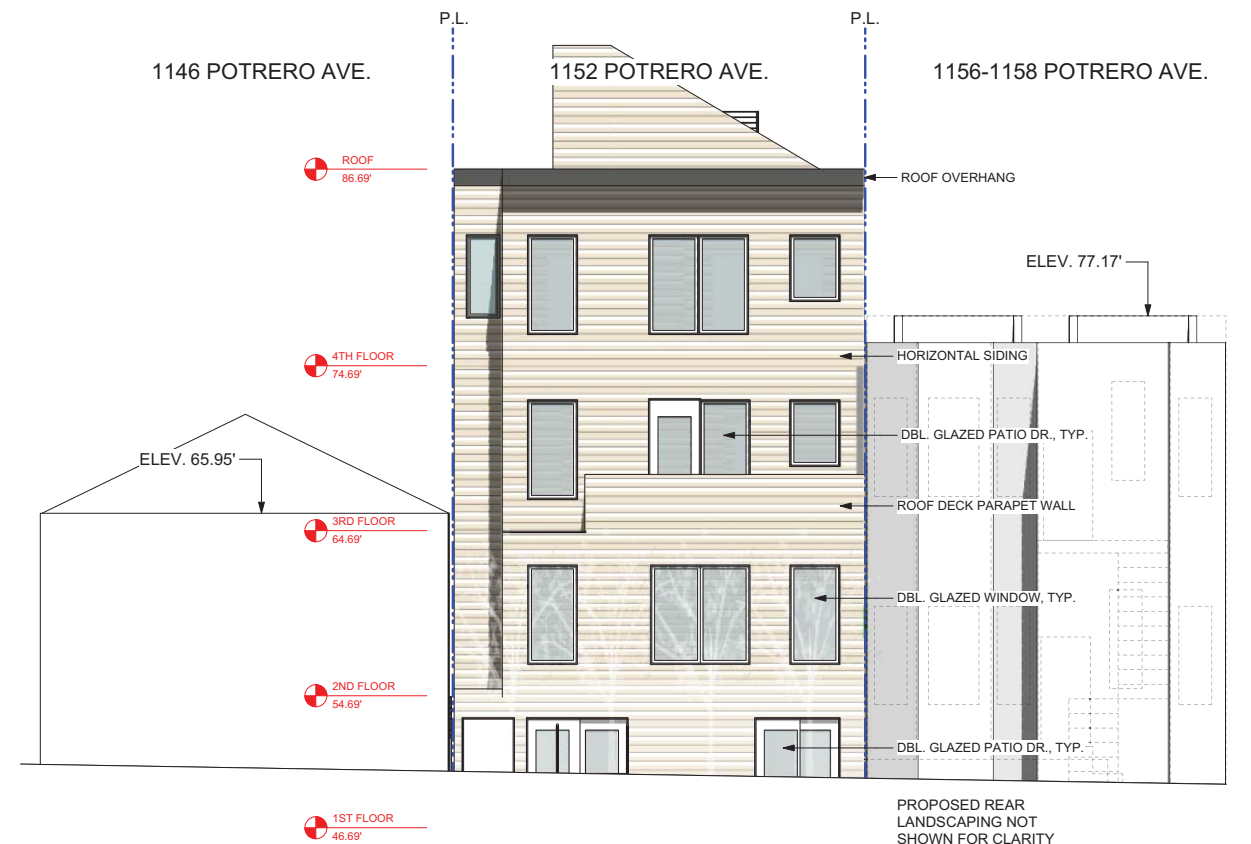 P.L.
P.L.
1146 POTRERO AVE.
1152 POTRERO AVE.
1156-1158 POTRERO AVE.
ROOF
86.69'
ROOF OVERHANG
ELEV. 77.17'
4TH FLOOR
74.69'
HORIZONTAL SIDING
DBL. GLAZED PATIO DR., TYP.
ELEV. 65.95'
ROOF DECK PARAPET WALL
3RD FLOOR
64.69'
DBL. GLAZED WINDOW, TYP.
2ND FLOOR
54.69'
DBL. GLAZED PATIO DR., TYP.
PROPOSED REAR
LANDSCAPING NOT
SHOWN FOR CLARITY
1ST FLOOR
46.69'